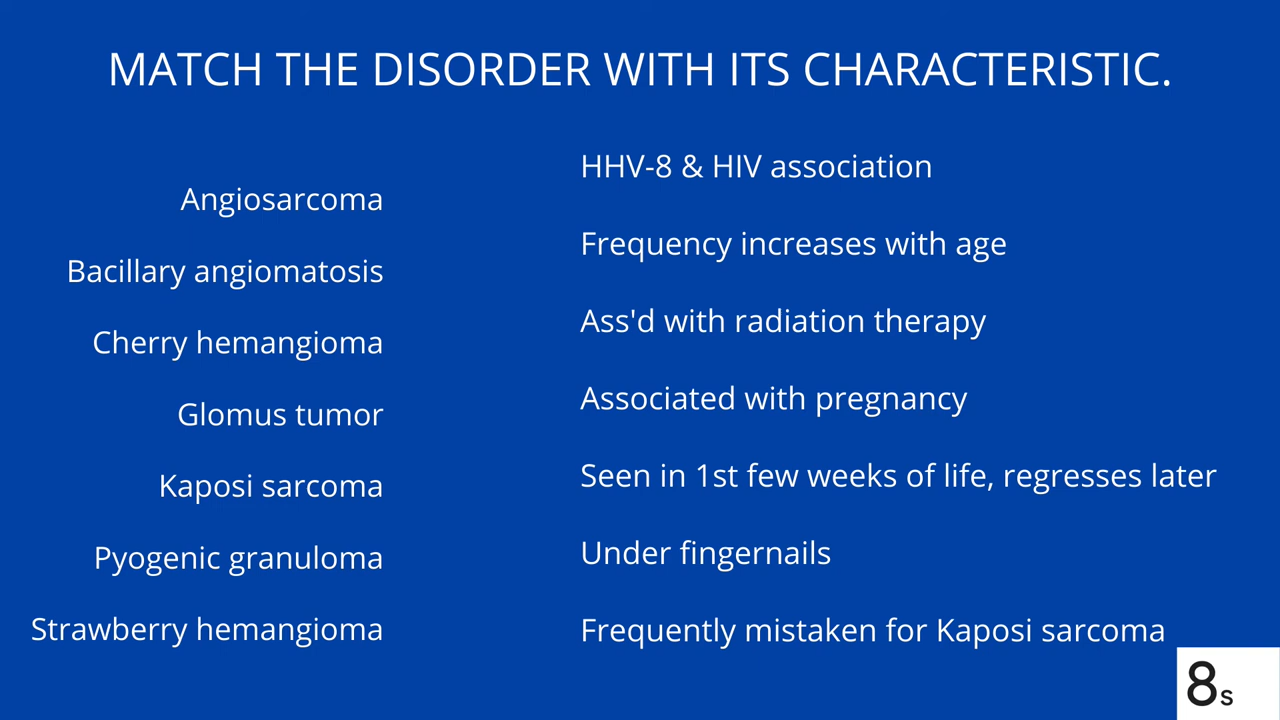 MATCH THE DISORDER WITH ITS CHARACTERISTIC.
Angiosarcoma
Bacillary angiomatosis
Cherry hemangioma
Glomus tumor
Kaposi sarcoma
Pyogenic granuloma
Strawberry hemangioma
HHV-8 & HIV association
Frequency increases with age
Ass'd with radiation therapy
Associated with pregnancy
Seen in 1st few weeks of life, regresses later
Under fingernails
Frequently mistaken for Kaposi sarcoma
8s